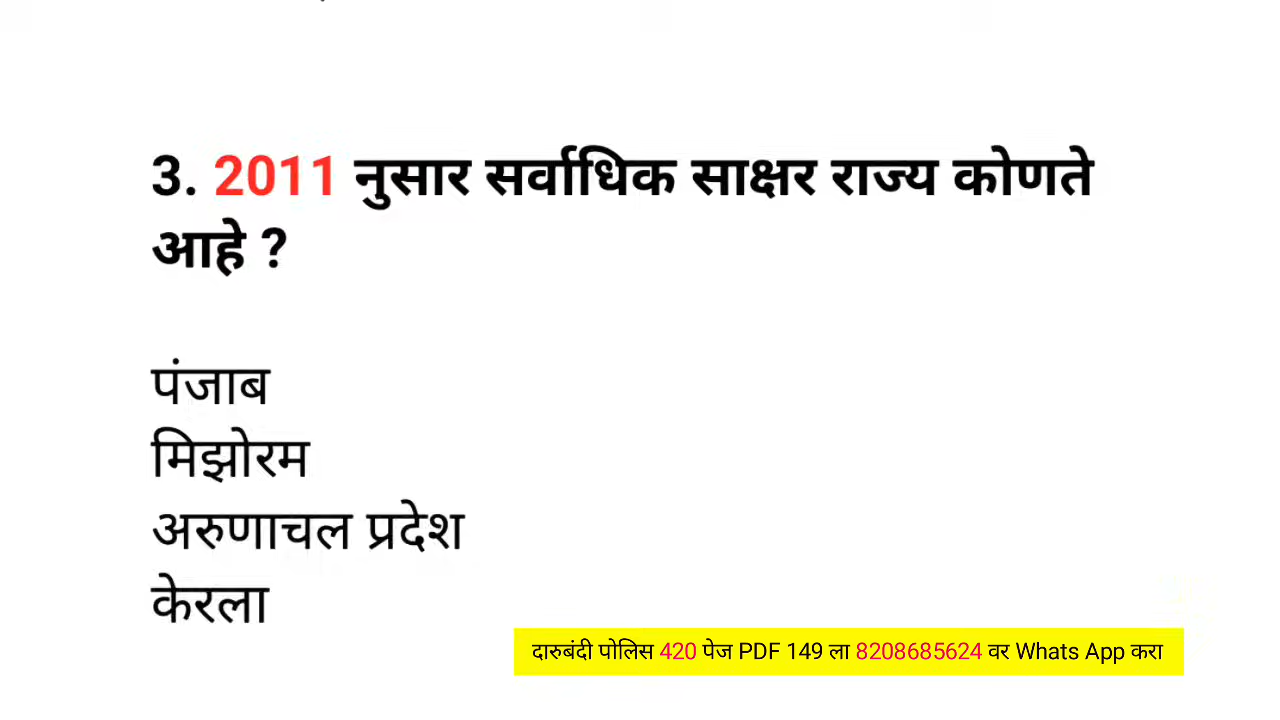 3. 2011 नुसार सर्वाधिक साक्षर राज्य कोणते
आहे ?
पंजाब
मिझोरम
अरुणाचल प्रदेश
केरला
दारुबंदी पोलिस 420 पेज PDF 149 ला 8208685624 वर Whats App करा